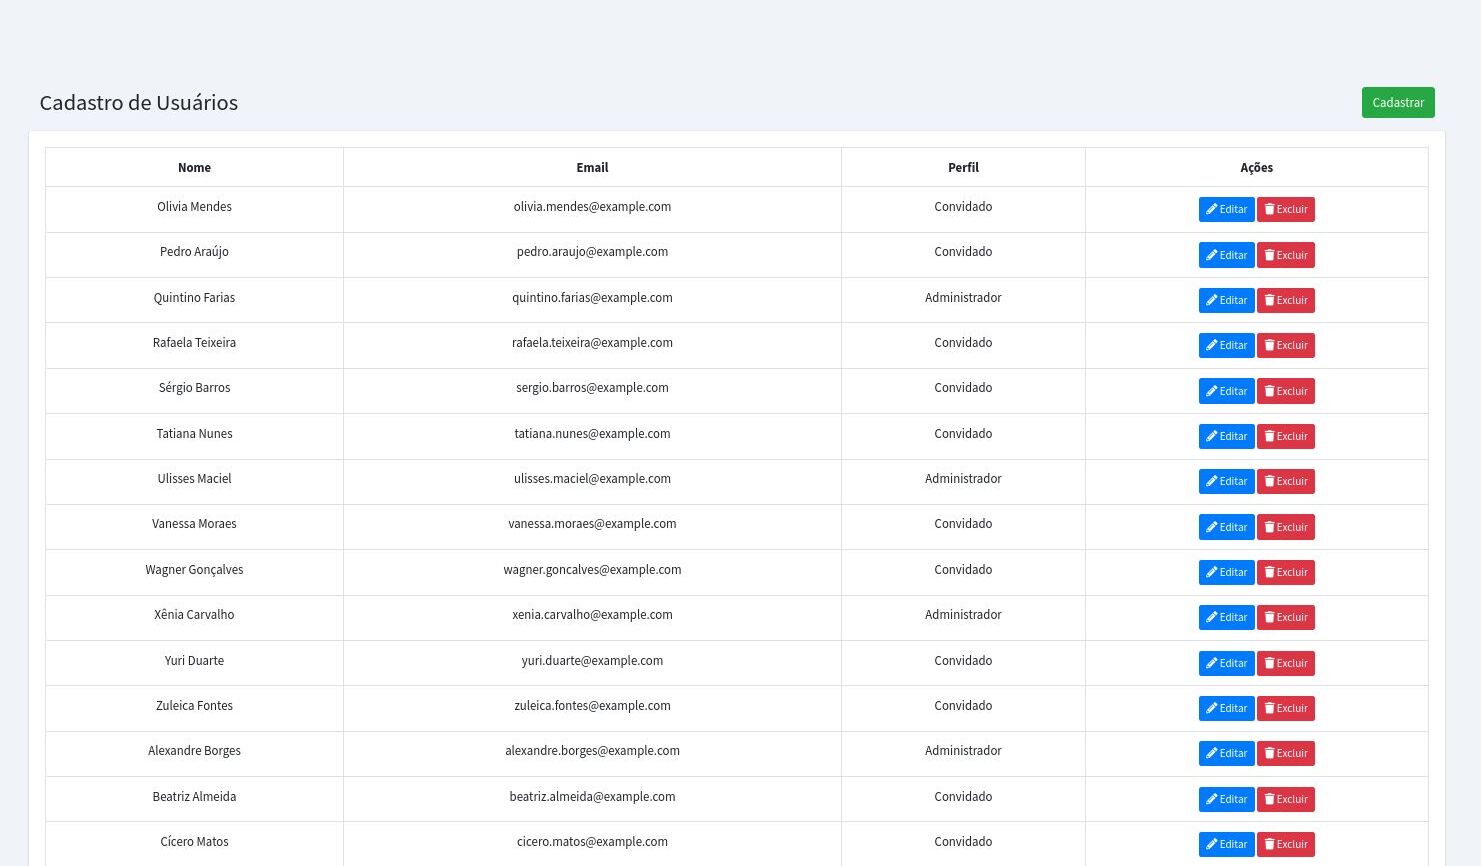 Cadastro de Usuários Cadastrar
Nome Email Perfil Ações
Olivia Mendes olivia.mendes@example.com Convidado Editar Excluir
Pedro Araújo pedro.araujo@example.com Convidado Editar Excluir
Quintino Farias quintino.farias@example.com Administrador Editar Excluir
Rafaela Teixeira rafaela.teixeira@example.com Convidado Editar Excluir
Sérgio Barros sergio.barros@example.com Convidado Editar Excluir
Tatiana Nunes tatiana.nunes@example.com Convidado Editar Excluir
Ulisses Maciel ulisses.maciel@example.com Administrador Editar Excluir
Vanessa Moraes vanessa.moraes@example.com Convidado Editar Excluir
Wagner Gonçalves wagner.goncalves@example.com Convidado Editar Excluir
Xênia Carvalho xenia.carvalho@example.com Administrador Editar Excluir
Yuri Duarte yuri.duarte@example.com Convidado Editar Excluir
Zuleica Fontes zuleica.fontes@example.com Convidado Editar Excluir
Alexandre Borges alexandre.borges@example.com Administrador Editar Excluir
Beatriz Almeida beatriz.almeida@example.com Convidado Editar Excluir
Cícero Matos cicero.matos@example.com Convidado Editar Excluir